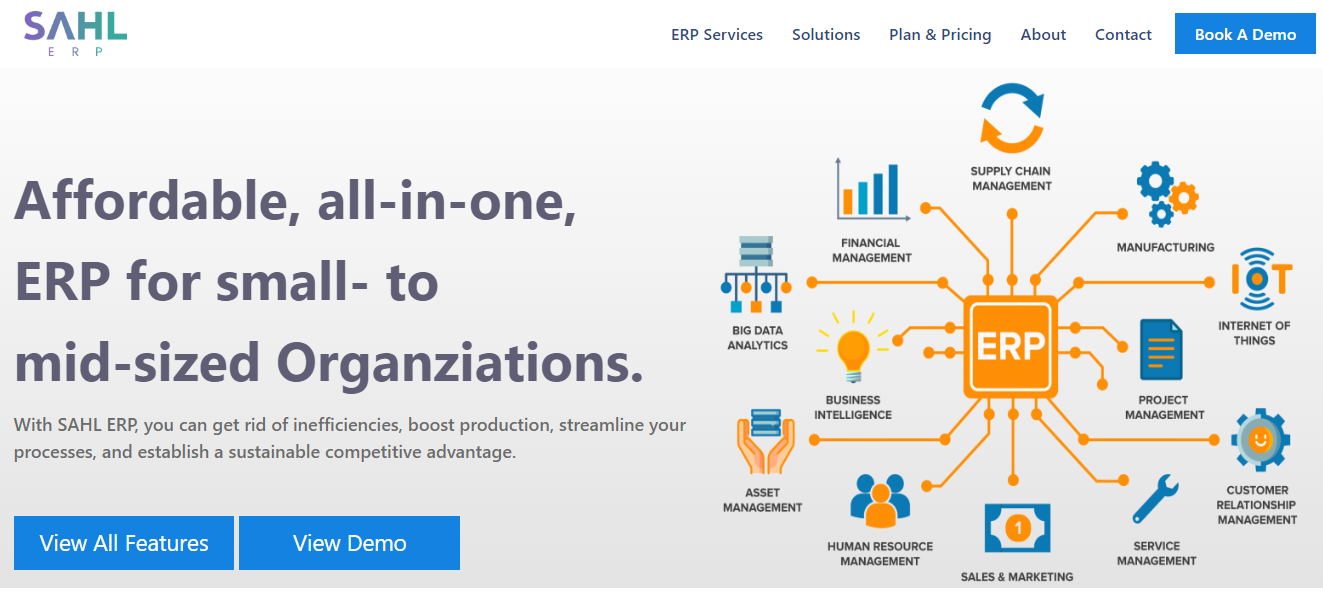 SAHL
ERP
ERP Services
Solutions
Plan & Pricing
About
Contact
Book A Demo
Affordable, all-in-one,
ERP for small- to
mid-sized Organziations.
With SAHL ERP, you can get rid of inefficiencies, boost production, streamline your
processes, and establish a sustainable competitive advantage.
View All Features
View Demo
SUPPLY CHAIN
MANAGEMENT
FINANCIAL
MANAGEMENT
MANUFACTURING
BIG DATA
ANALYTICS
IOT
INTERNET OF
THINGS
ERP
BUSINESS
INTELLIGENCE
PROJECT
MANAGEMENT
ASSET
MANAGEMENT
CUSTOMER
RELATIONSHIP
MANAGEMENT
HUMAN RESOURCE
MANAGEMENT
1
SALES & MARKETING
SERVICE
MANAGEMENT